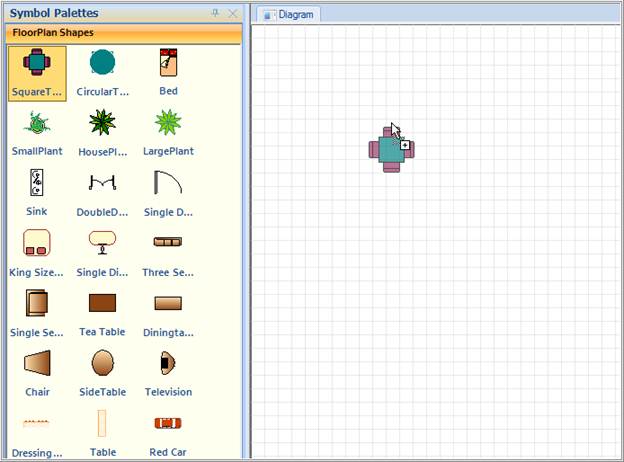 Symbol Palettes
Diagram
FloorPlan Shapes
SquareT... CircularT... Bed
SmallPlant HousePl... LargePlant
Sink DoubleD... Single D...
King Size... Single Di... Three Se...
Single Se... Tea Table Diningta...
Chair SideTable Television
Dressing ... Table Red Car